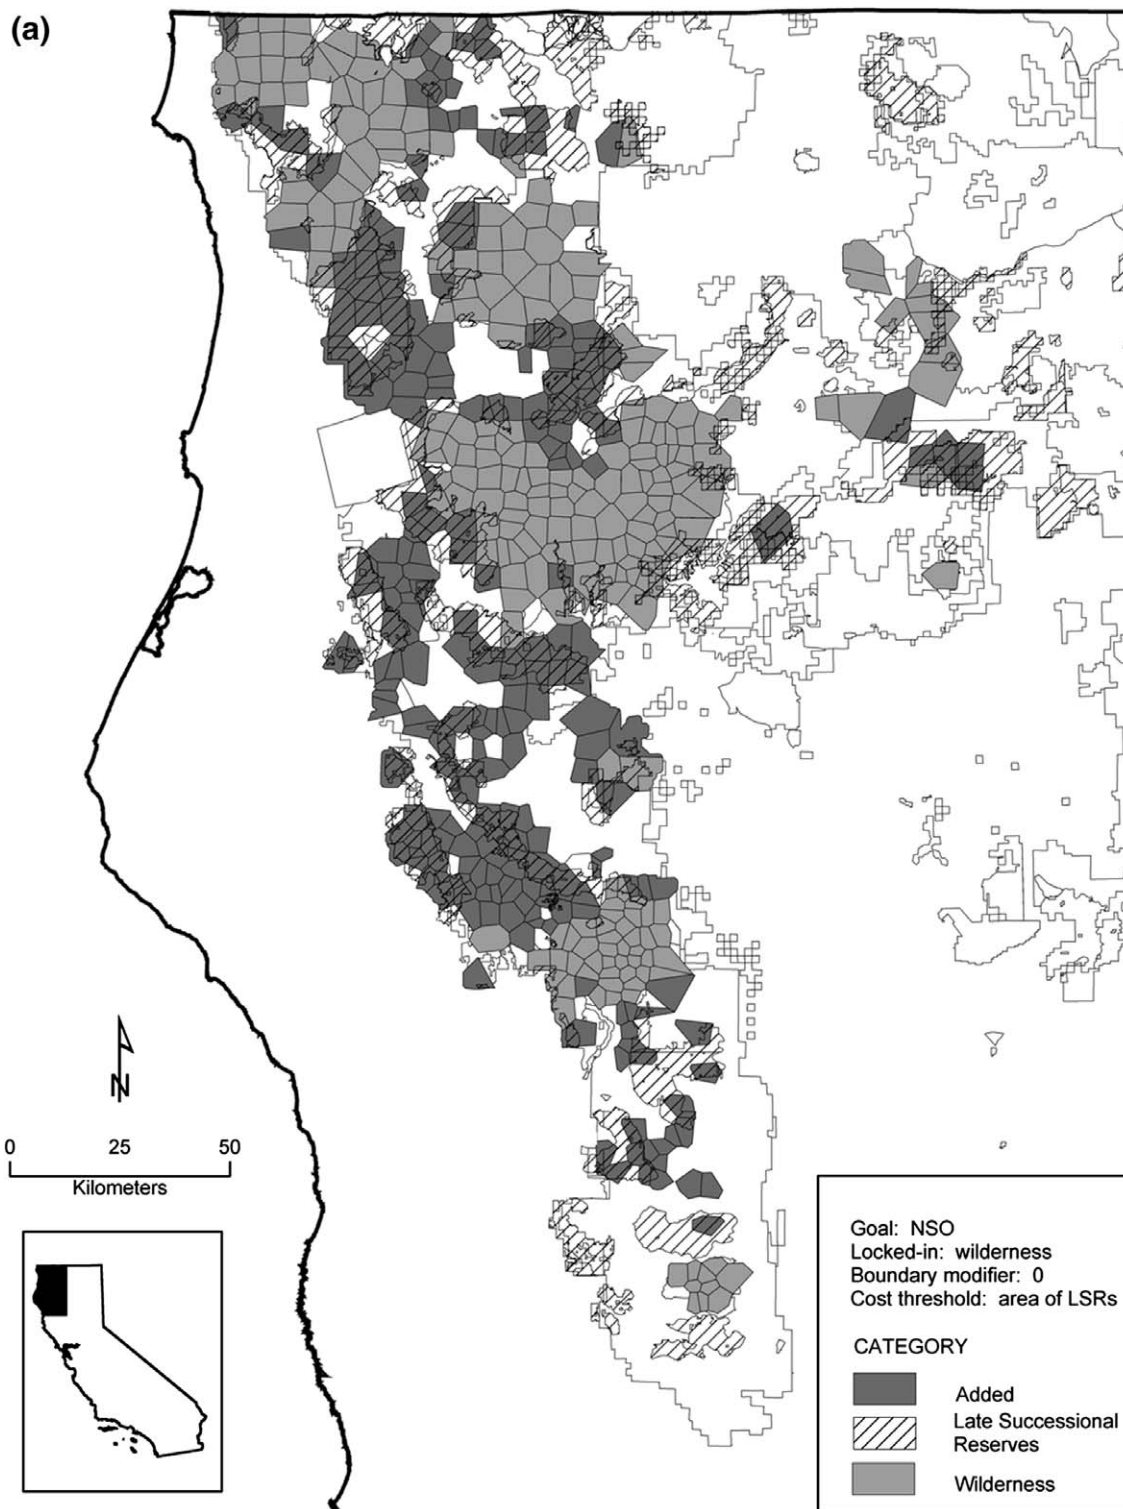 (a)
N
0 25 50
Kilometers
Goal: NSO
Locked-in: wilderness
Boundary modifier: 0
Cost threshold: area of LSRs
CATEGORY
Added
Late Successional
Reserves
Wilderness